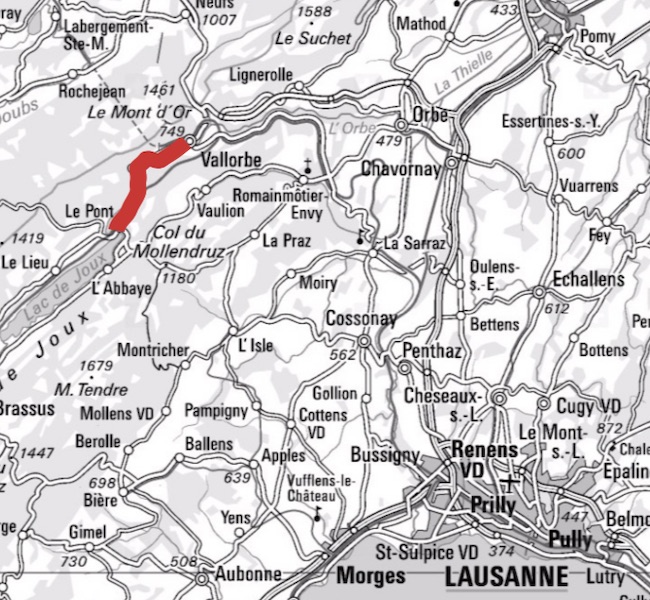 Labergement-
Ste-M.
1007
1588
Le Suchet
Mathod
433
Pomy
Rochejean
1461
Le Mont d'Or
749
Lignerolle
La Thielle
Orbe
L'Orbe
479
Essertines-s.-Y.
600
Vallorbe
Chavornay
Romainmôtier-
Envy
Vuarrens
Le Pont
Vaulion
Fey
1419
Col du
Mollendruz
La Praz
La Sarraz
Le Lieu
1180
Lac de Joux
L'Abbaye
Moiry
Oulens-
s.-E.
Echallens
612
Cossonay
Bettens
Montricher
L'Isle
562
Penthaz
Bottens
1679
M. Tendre
Brassus
Mollens VD
Pampigny
Gollion
Cottens
VD
Cheseaux-
s.-L.
Cugy VD
Le Mont-
s.-L.
872
Berolle
1447
Ballens
Apples
Bussigny
Renens
VD
698
Bière
639
Vufflens-le-
Château
Prilly
447
Gimel
Yens
Pully
730
508
Aubonne
St-Sulpice VD
374
Morges
LAUSANNE
Lutry